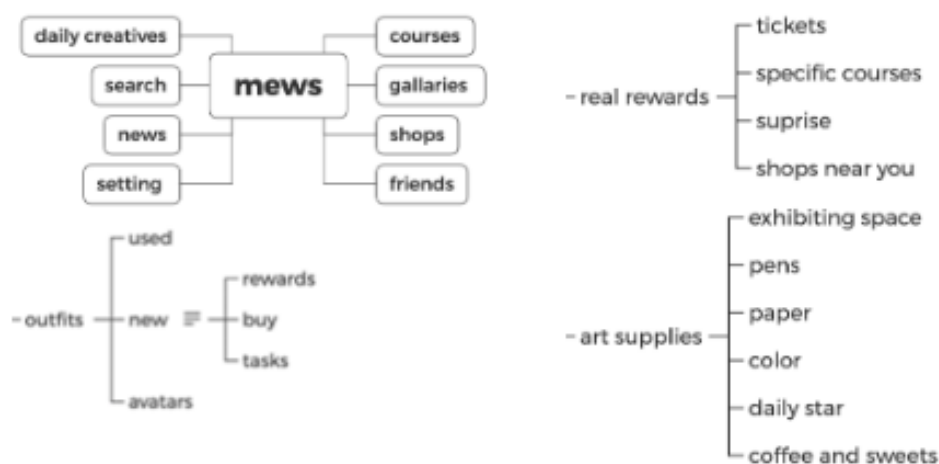 daily creatives
search
news
setting
mews
courses
gallaries
shops
friends
outfits
used
new
rewards
buy
tasks
avatars
real rewards
tickets
specific courses
suprise
shops near you
art supplies
exhibiting space
pens
paper
color
daily star
coffee and sweets